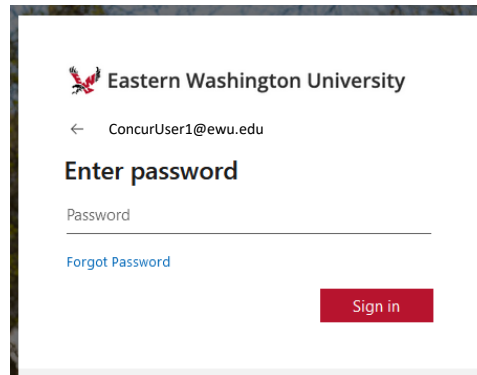 Eastern Washington University
ConcurUser1@ewu.edu
Enter password
Password
Forgot Password
Sign in